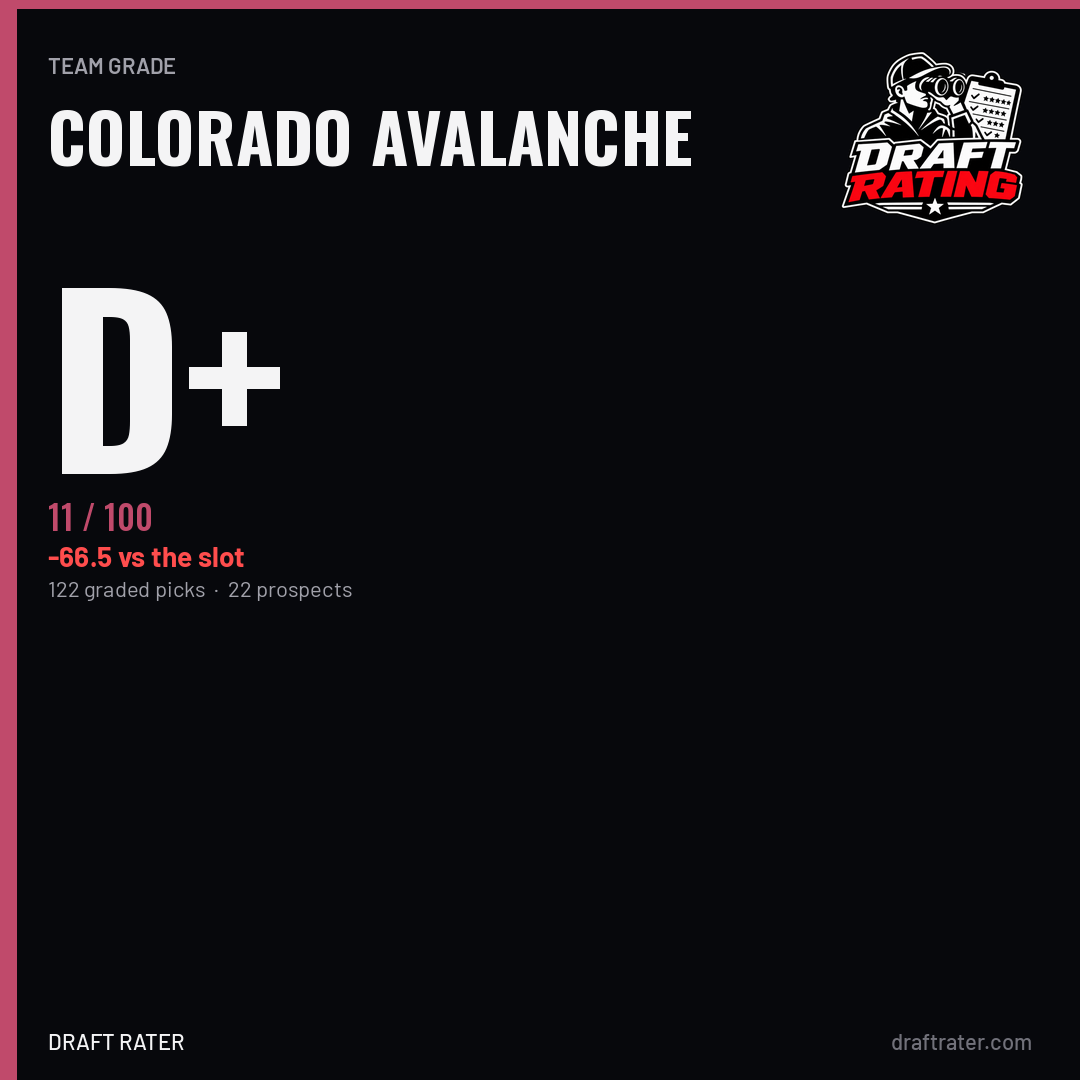 TEAM GRADE
COLORADO AVALANCHE
DRAFT
RATING
D+
11 / 100
-66.5 vs the slot
122 graded picks · 22 prospects
DRAFT RATER
draftrater.com